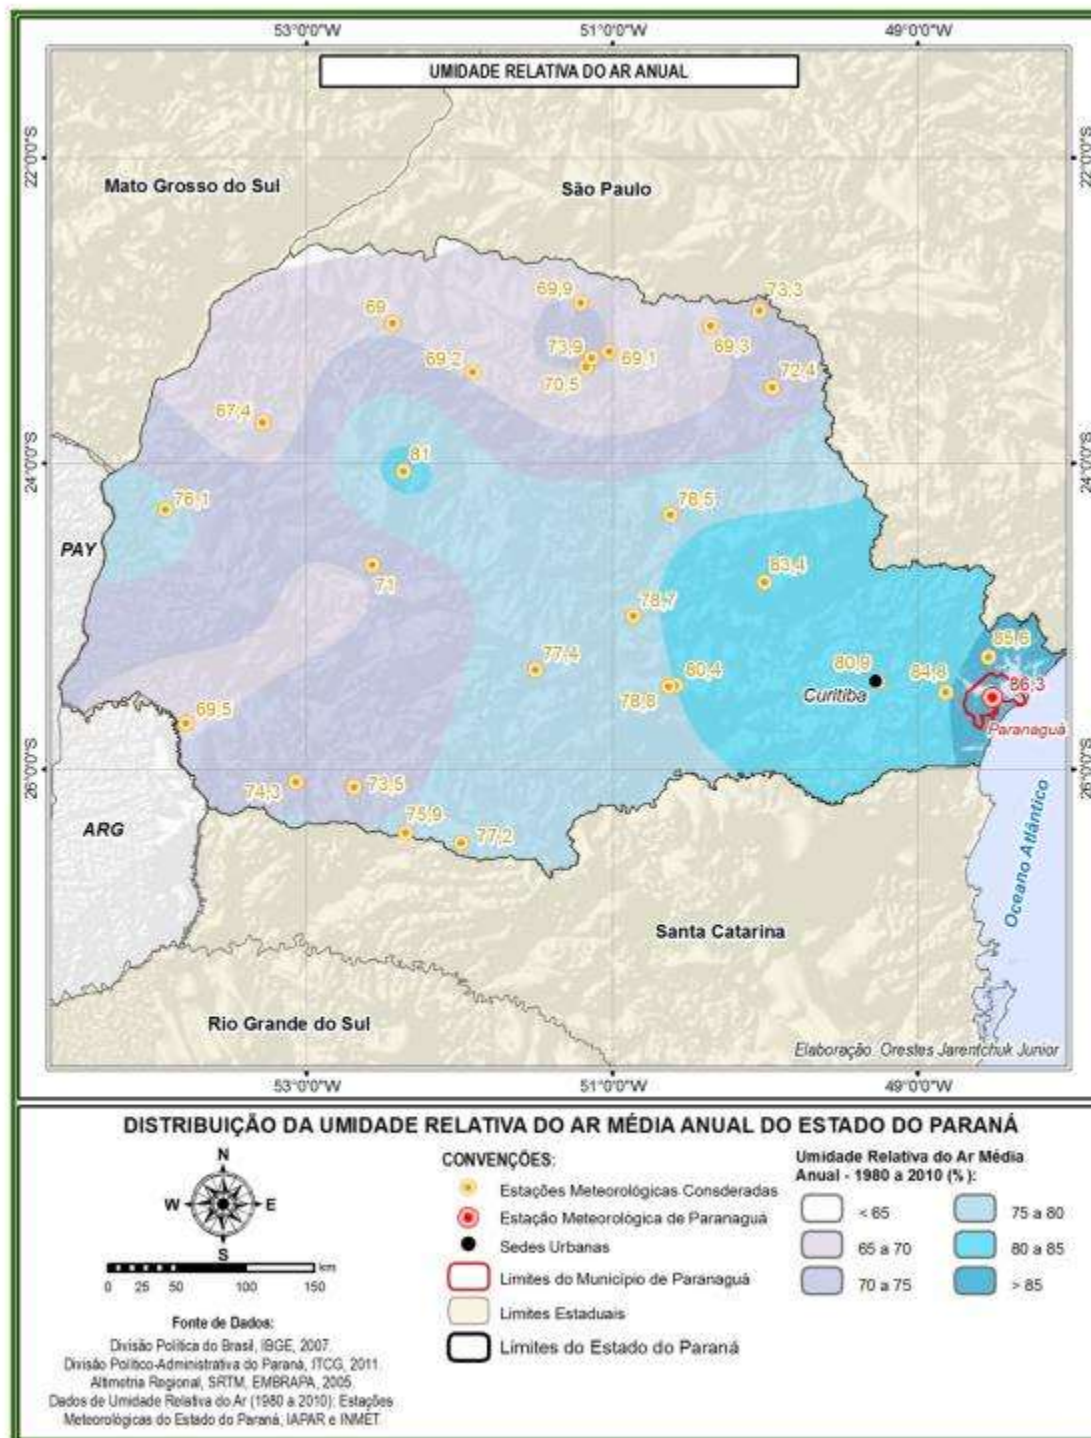 53°0'0"W 51°0'0"W 49°0'0"W
UMIDADE RELATIVA DO AR ANUAL
22°0'0"S 22°0'0"S
Mato Grosso do Sul
São Paulo
69,9
73,3
69
69,3
73,9
69,1
69,2
70,5
72,4
67,4
24°0'0"S 24°0'0"S
81
76,1
78,5
PAY
71
83,4
78,7
85,6
77,4
80,4
80,9
84,8
86,3
78,8
Curitiba
69,5
Paranaguá
26°0'0"S 26°0'0"S
74,3
73,5
75,9
77,2
ARG
Oceano Atlântico
Santa Catarina
Rio Grande do Sul
Elaboração: Orestes Jarentchuk Junior
53°0'0"W 51°0'0"W 49°0'0"W
DISTRIBUIÇÃO DA UMIDADE RELATIVA DO AR MÉDIA ANUAL DO ESTADO DO PARANÁ
N
W E
S
km
0 25 50 100 150
Fonte de Dados:
Divisão Política do Brasil, IBGE, 2007.
Divisão Político-Administrativa do Paraná, ITCG, 2011.
Altimetria Regional, SRTM, EMBRAPA, 2005.
Dados de Umidade Relativa do Ar (1980 a 2010): Estações
Meteorológicas do Estado do Paraná, IAPAR e INMET.
CONVENÇÕES:
Estações Meteorológicas Consderadas
Estação Meteorológica de Paranaguá
Sedes Urbanas
Limites do Município de Paranaguá
Limites Estaduais
Limites do Estado do Paraná
Umidade Relativa do Ar Média
Anual - 1980 a 2010 (%):
< 65
65 a 70
70 a 75
75 a 80
80 a 85
> 85